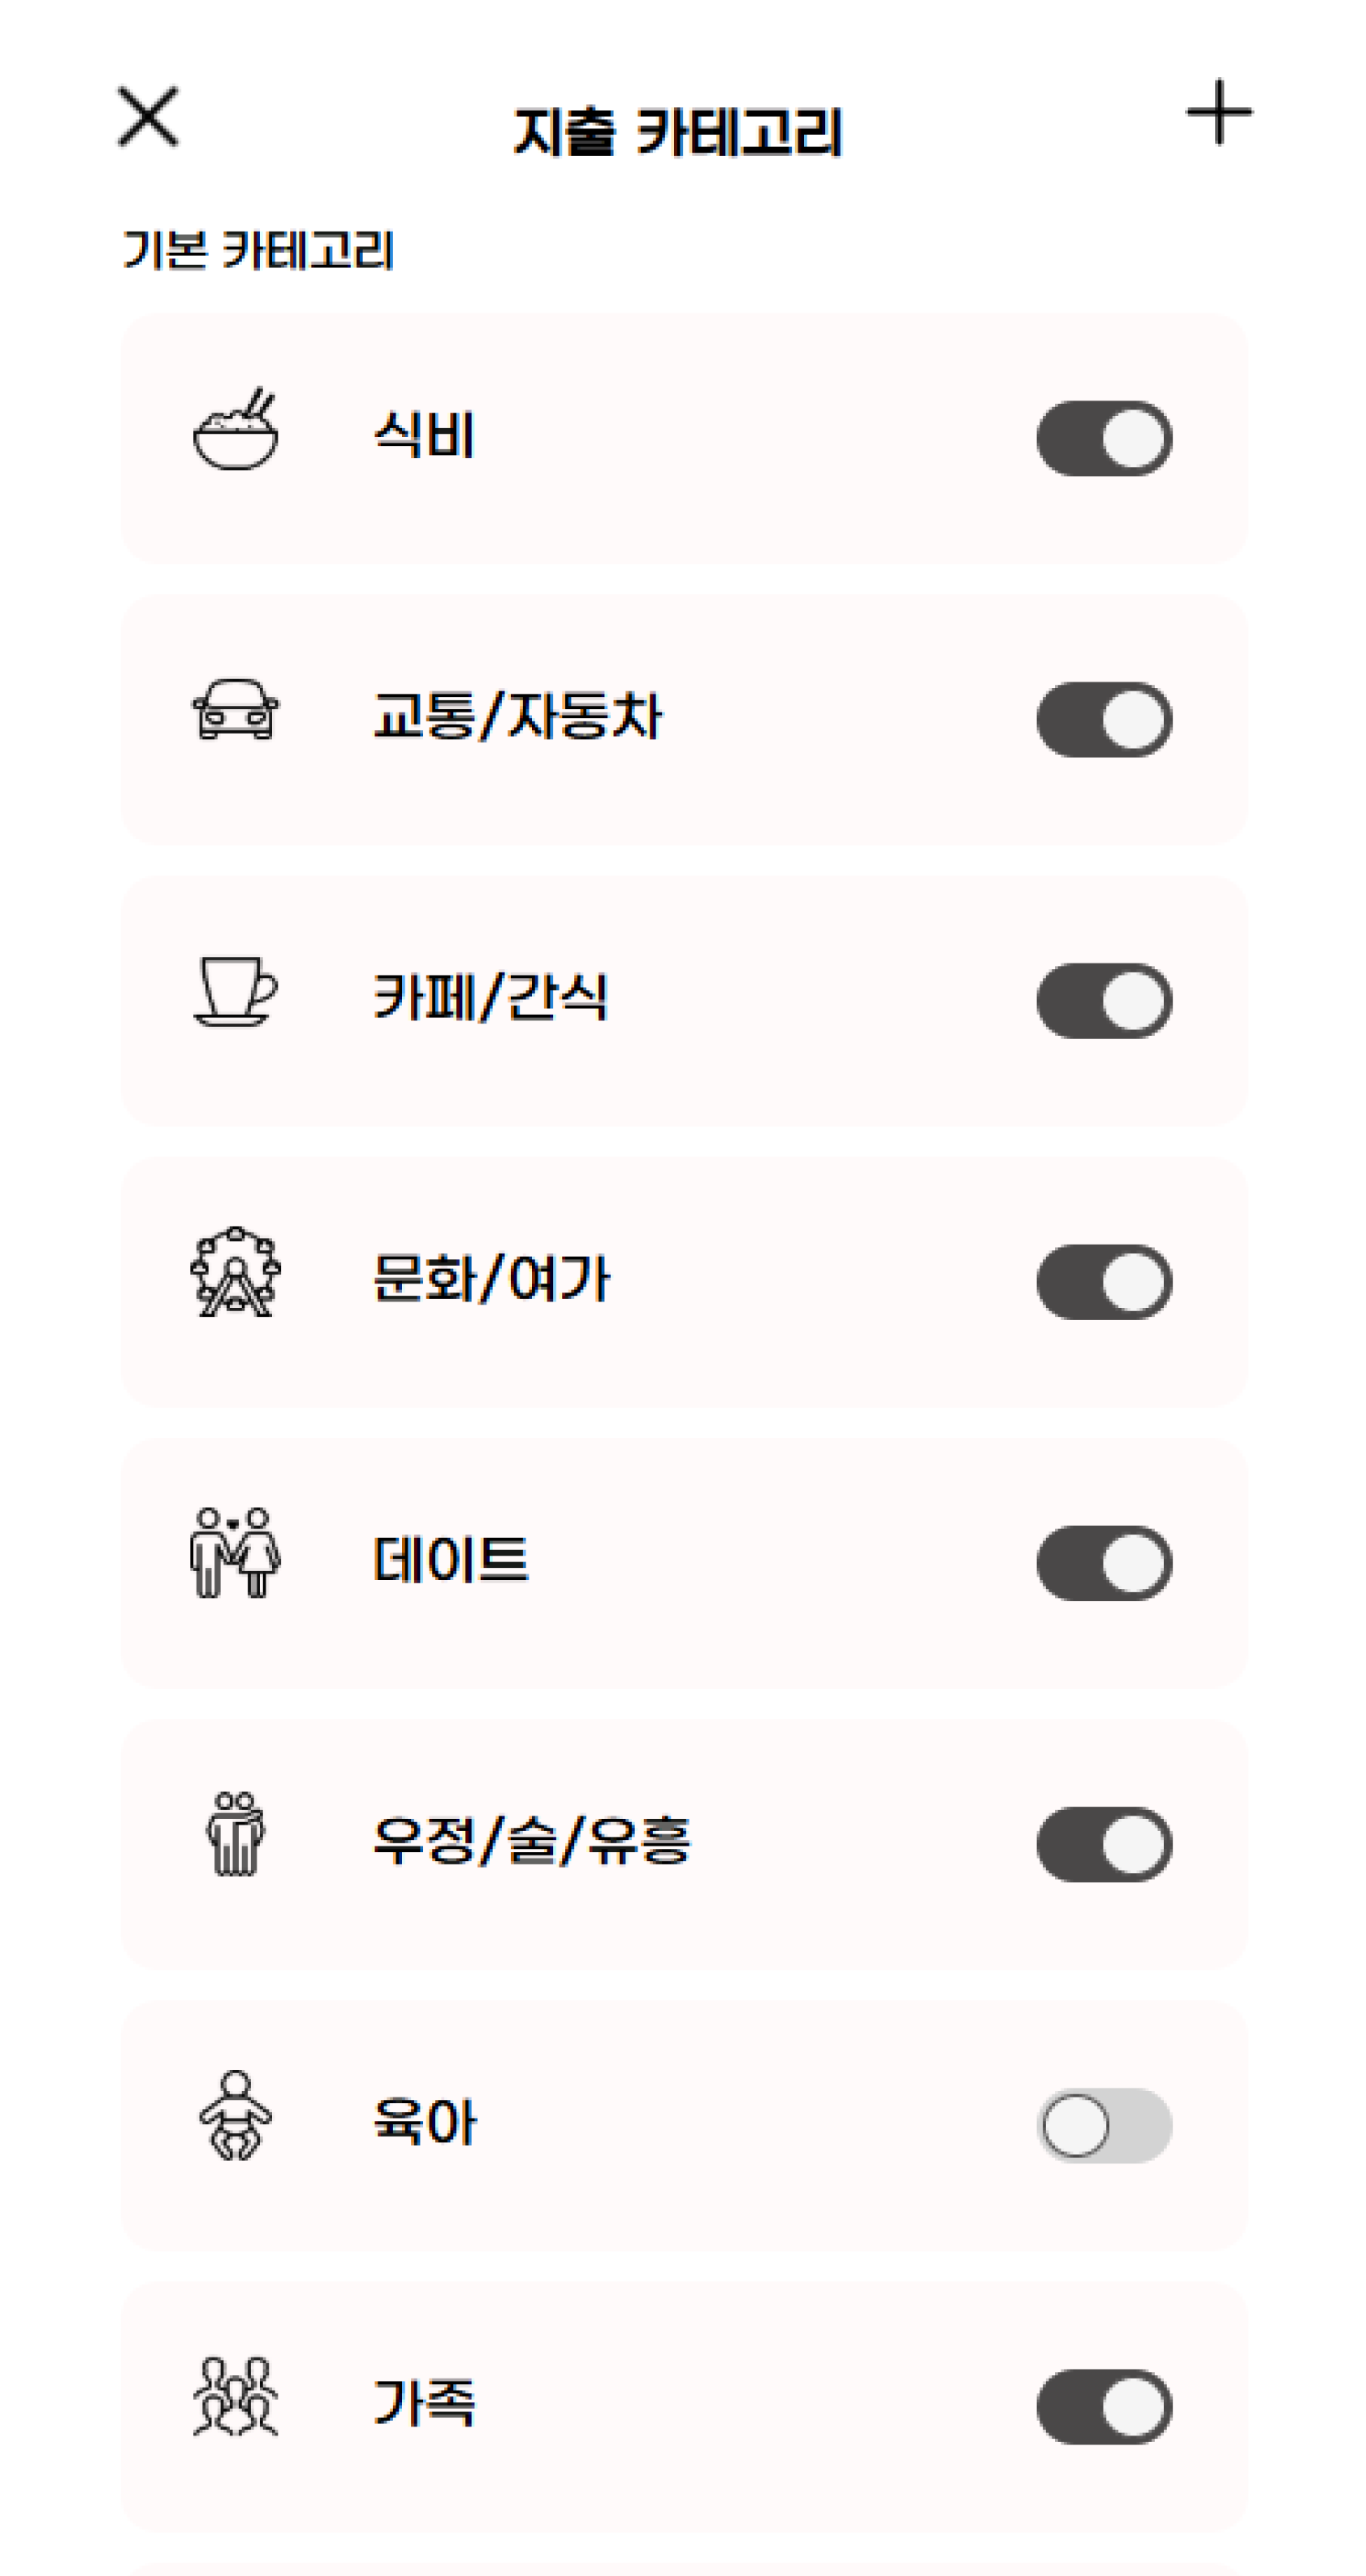 지출 카테고리
기본 카테고리
식비
교통/자동차
카페/간식
문화/여가
데이트
우정/술/유흥
육아
가족